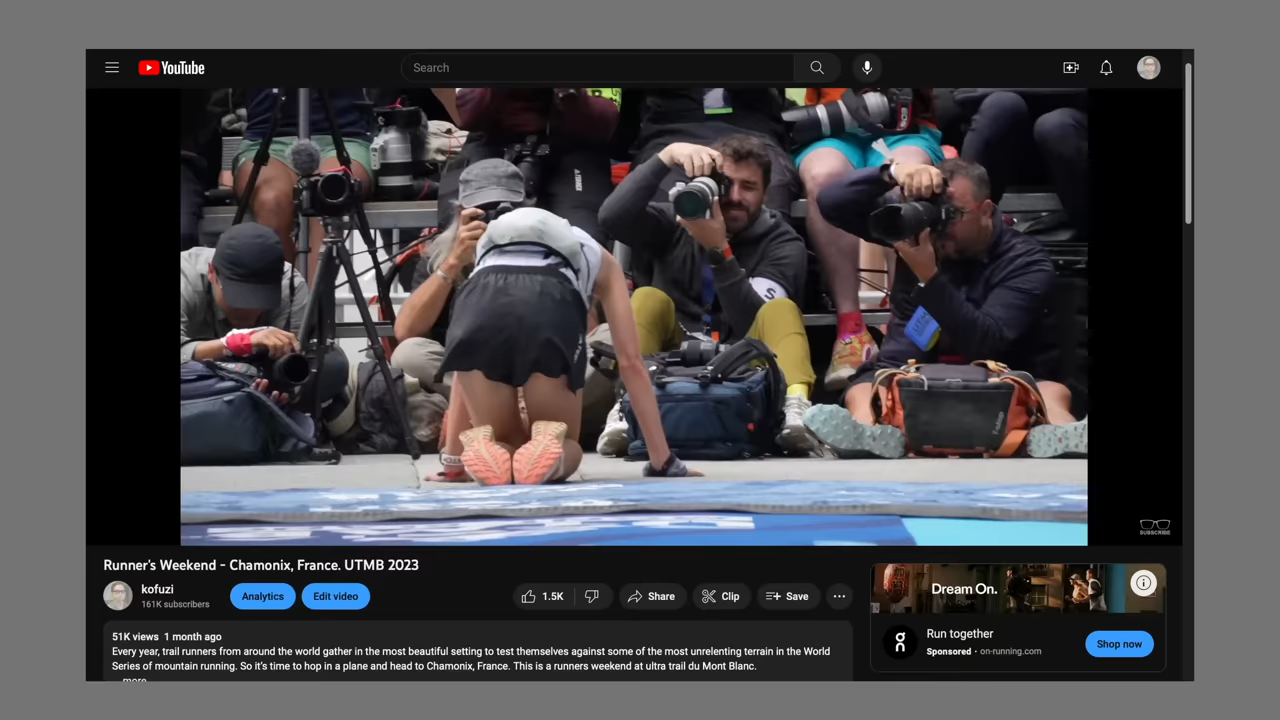 YouTube
Search
UTMB
SUBSCRIBE
Runner's Weekend - Chamonix, France. UTMB 2023
kofuzi
161K subscribers
Analytics
Edit video
1.5K
Share
Clip
Save
Dream On.
Run together
Sponsored · on-running.com
Shop now
51K views 1 month ago
Every year, trail runners from around the world gather in the most beautiful setting to test themselves against some of the most unrelenting terrain in the World
Series of mountain running. So it's time to hop in a plane and head to Chamonix, France. This is a runners weekend at ultra trail du Mont Blanc.
...more